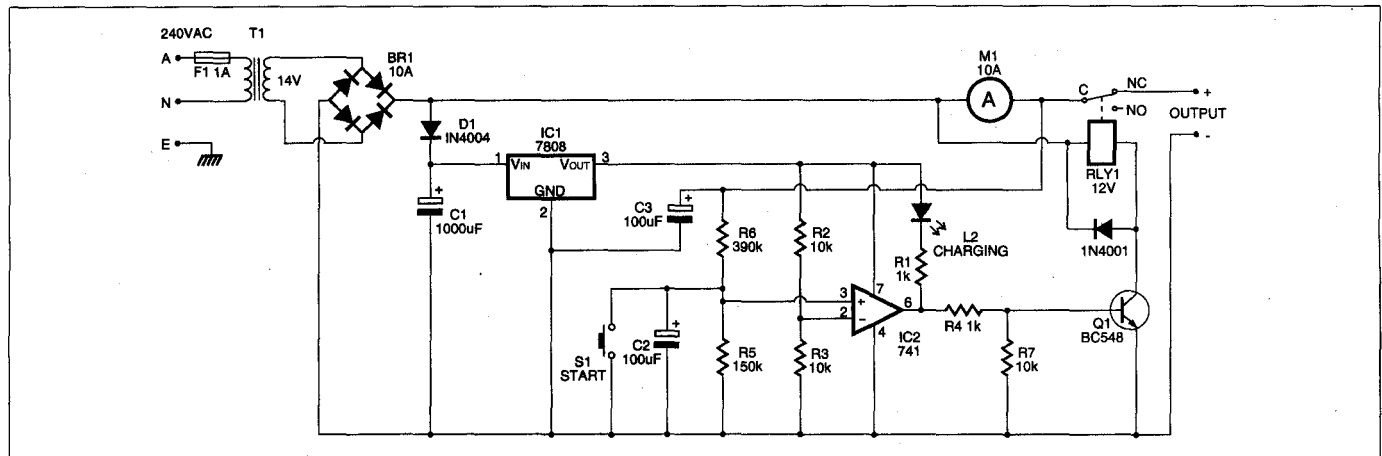 240VAC
T1
A
F1 1A
N
E
14V
BR1
10A
D1
IN4004
IC1
7808
1
VIN
VOUT
3
GND
2
C1
1000uF
+
C3
100uF
+
R6
390k
R2
10k
L2
CHARGING
R1
1k
3
+
2
-
7
6
4
IC2
741
R4 1k
S1
START
C2
100uF
+
R5
150k
R3
10k
R7
10k
Q1
BC548
M1
10A
A
C
NC
NO
+
OUTPUT
-
RLY1
12V
1N4001